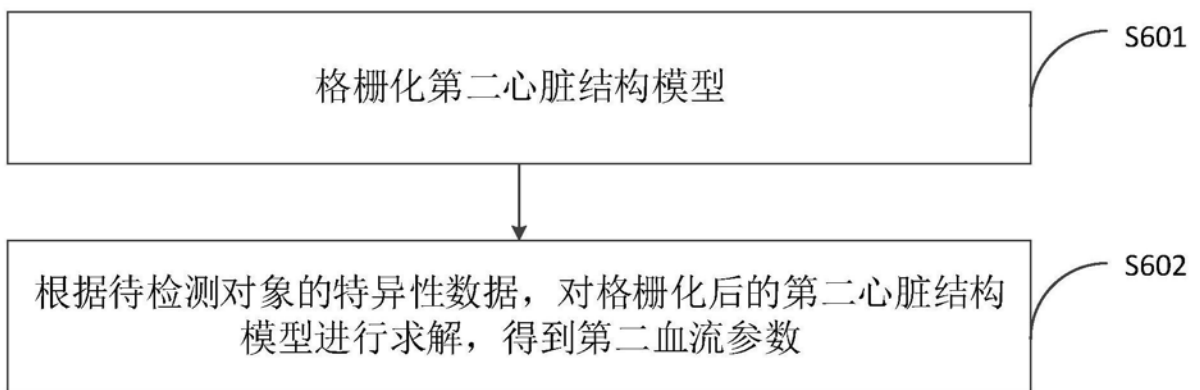 格栅化第二心脏结构模型
S601
根据待检测对象的特异性数据，对格栅化后的第二心脏结构
模型进行求解，得到第二血流参数
S602